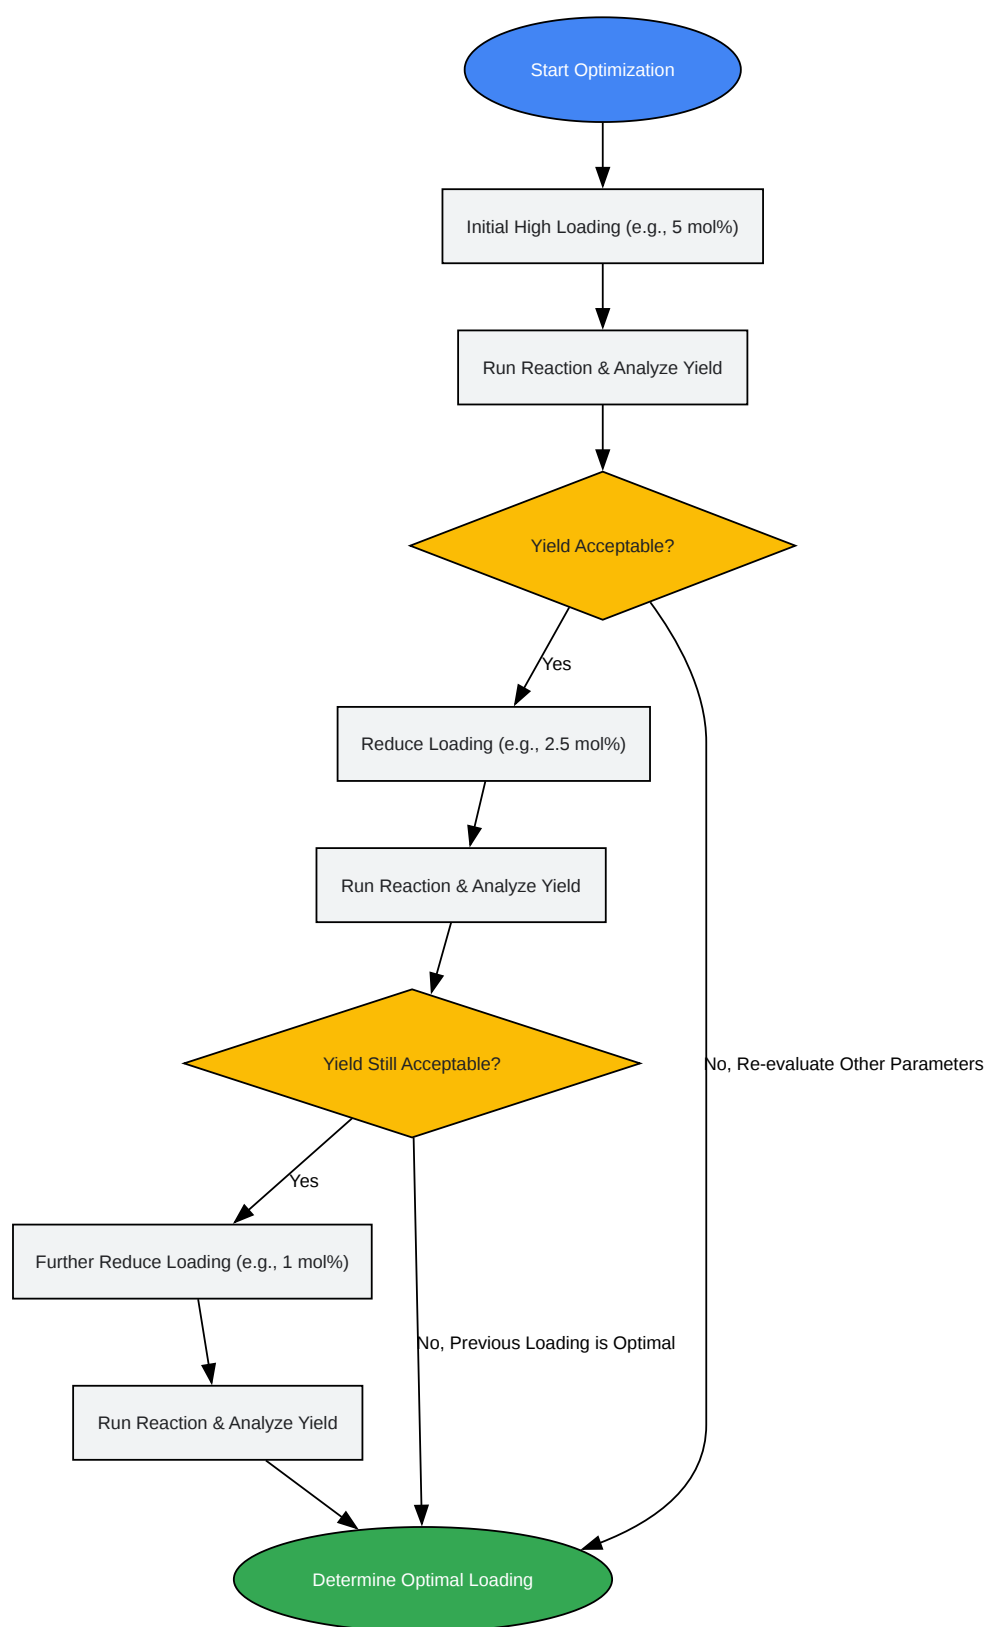 Start Optimization
Initial High Loading (e.g., 5 mol%)
Run Reaction & Analyze Yield
Yield Acceptable?
Yes
Reduce Loading (e.g., 2.5 mol%)
Run Reaction & Analyze Yield
Yield Still Acceptable?
No, Re-evaluate Other Parameters
Yes
Further Reduce Loading (e.g., 1 mol%)
No, Previous Loading is Optimal
Run Reaction & Analyze Yield
Determine Optimal Loading